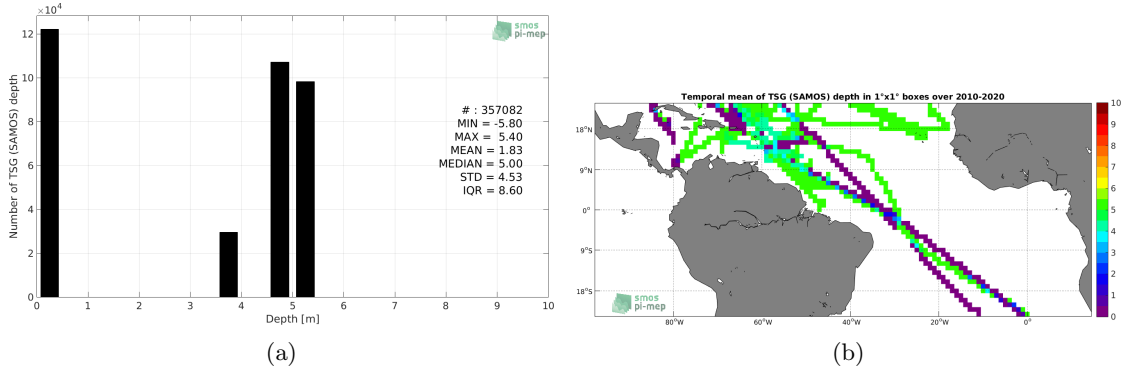 ×10⁴
12
10
8
6
4
2
0
0 1 2 3 4 5 6 7 8 9 10
Number of TSG (SAMOS) depth
Depth [m]
smos
pi-mep
# : 357082
MIN = -5.80
MAX = 5.40
MEAN = 1.83
MEDIAN = 5.00
STD = 4.53
IQR = 8.60
(a)
Temporal mean of TSG (SAMOS) depth in 1°x1° boxes over 2010-2020
18°N
9°N
0°
9°S
18°S
80°W 60°W 40°W 20°W 0°
smos
pi-mep
10
9
8
7
6
5
4
3
2
1
0
(b)